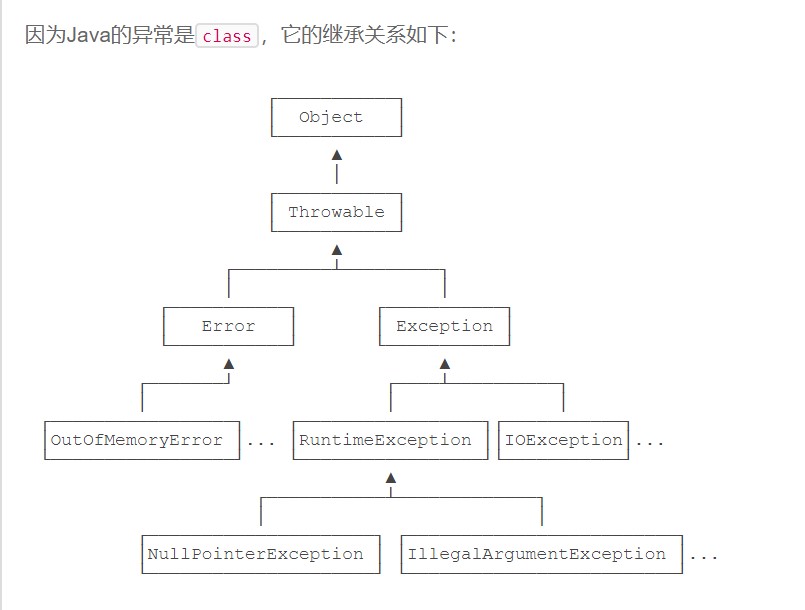 因为Java的异常是class，它的继承关系如下：
Object
Throwable
Error Exception
OutOfMemoryError ... RuntimeException IOException ...
NullPointerException IllegalArgumentException ...